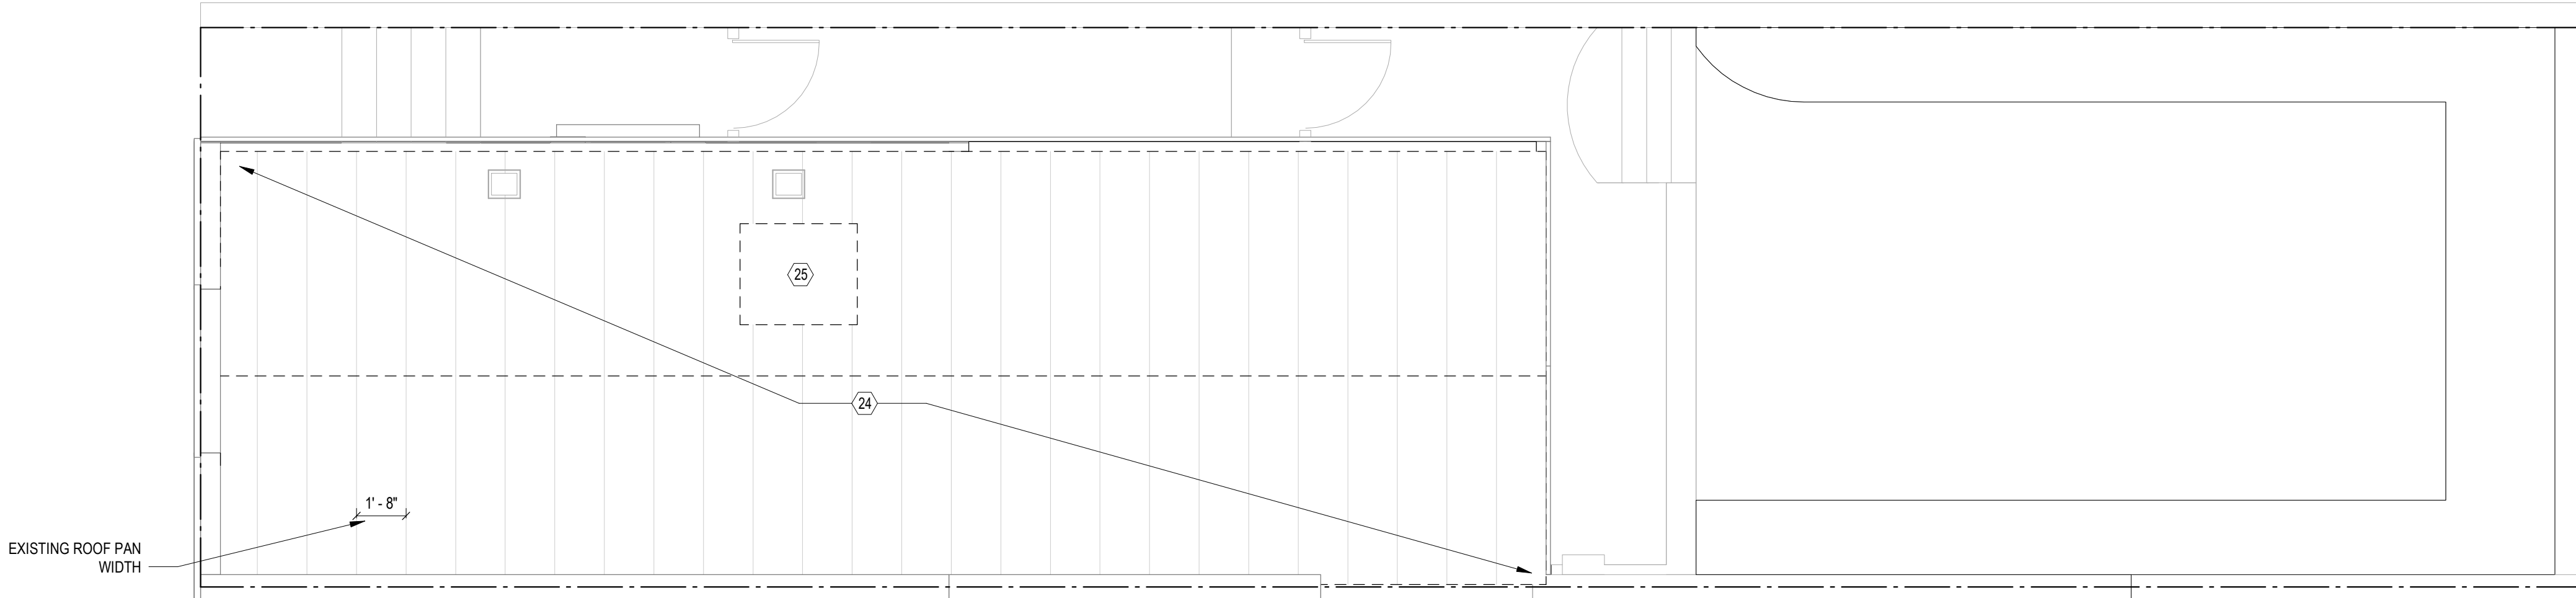 25
24
1' - 8"
EXISTING ROOF PAN
WIDTH